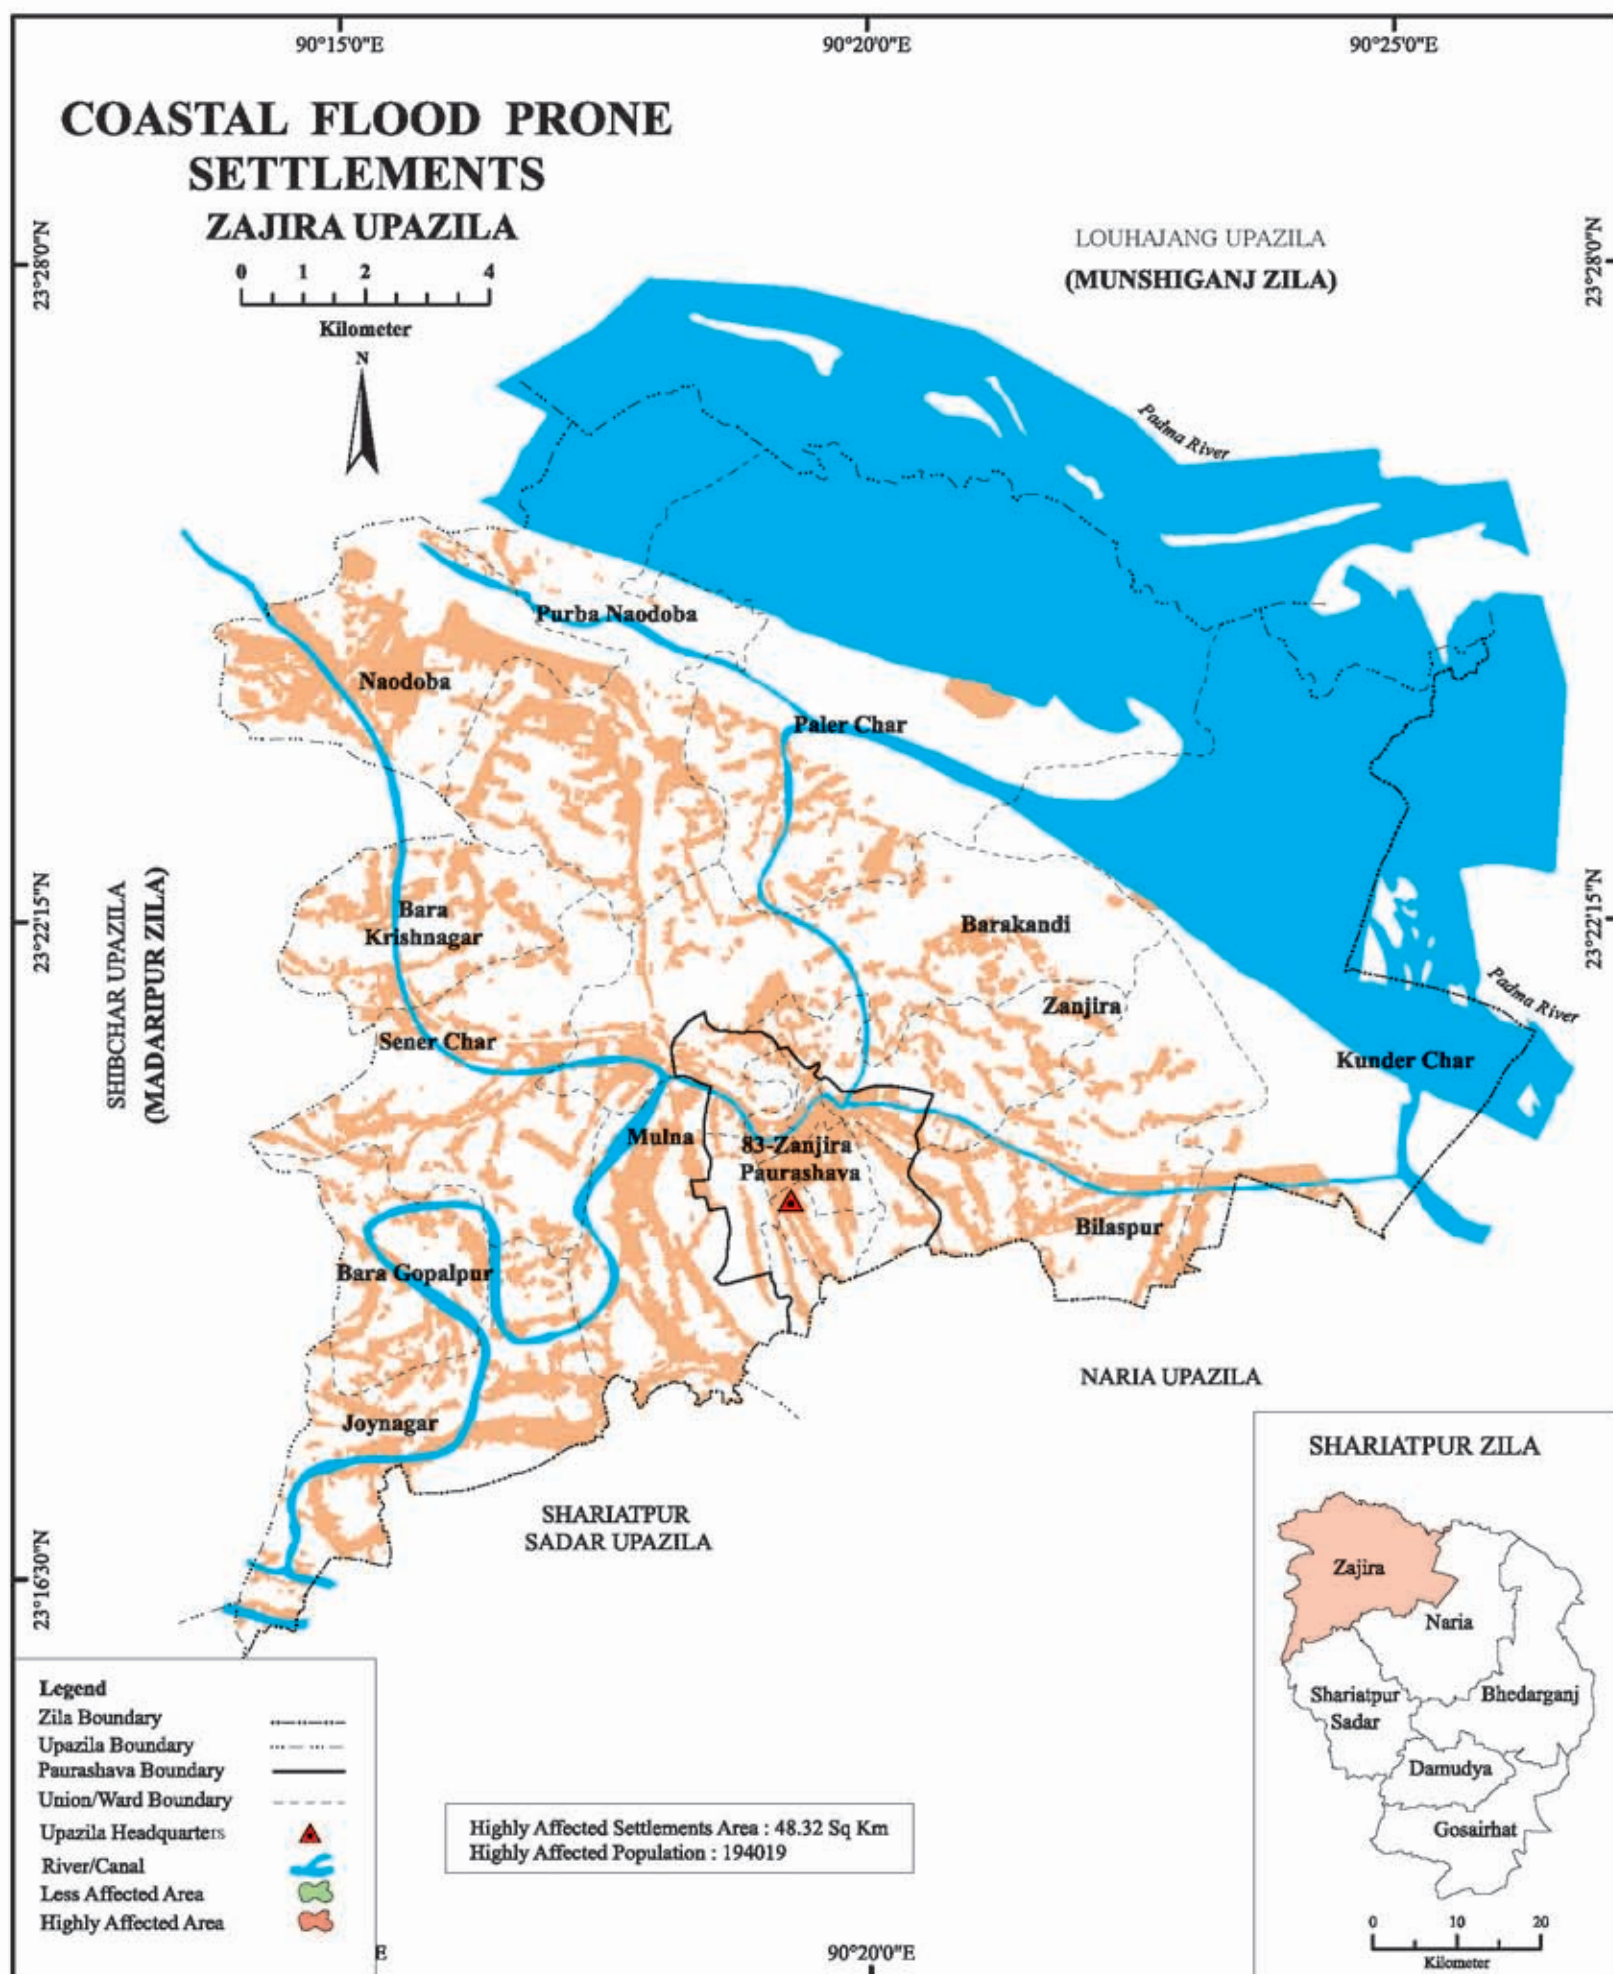 90°15'0"E
90°20'0"E
90°25'0"E
COASTAL FLOOD PRONE
SETTLEMENTS
ZAJIRA UPAZILA
0 1 2 4
Kilometer
N
23°28'0"N
23°28'0"N
LOUHAJANG UPAZILA
(MUNSHIGANJ ZILA)
Padma River
Purba Naodoba
Naodoba
Paler Char
23°22'15"N
23°22'15"N
SHIBCHAR UPAZILA
(MADARIPUR ZILA)
Bara
Krishnagar
Barakandi
Zanjira
Padma River
Sener Char
Kunder Char
Mulna
83-Zanjira
Paurashava
Bilaspur
Bara Gopalpur
NARIA UPAZILA
Joynagar
SHARIATPUR
SADAR UPAZILA
23°16'30"N
SHARIATPUR ZILA
Zajira
Naria
Shariatpur
Sadar
Bhedarganj
Damudya
Gosairhat
0 10 20
Kilometer
Legend
Zila Boundary
Upazila Boundary
Paurashava Boundary
Union/Ward Boundary
Upazila Headquarters
River/Canal
Less Affected Area
Highly Affected Area
Highly Affected Settlements Area : 48.32 Sq Km
Highly Affected Population : 194019
E
90°20'0"E